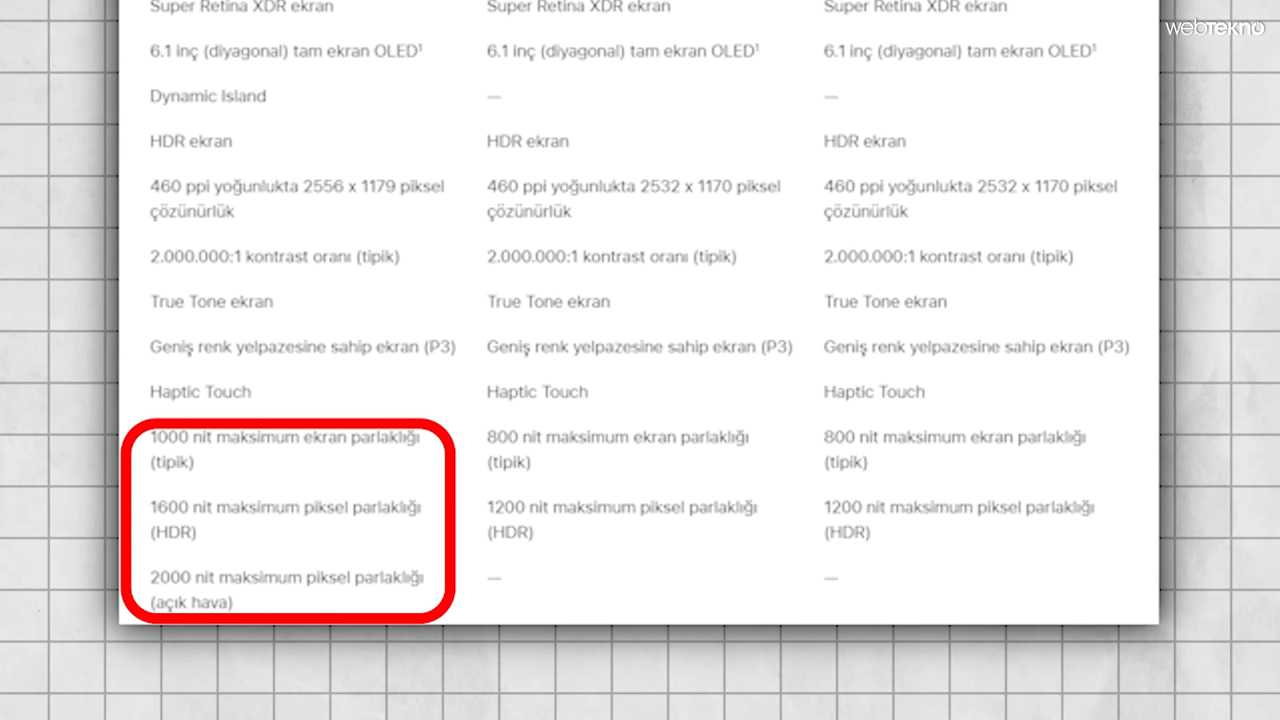 webtekno
Super Retina XDR ekran
6.1 inç (diyagonal) tam ekran OLED¹
Dynamic Island
HDR ekran
460 ppi yoğunlukta 2556 x 1179 piksel
çözünürlük
2.000.000:1 kontrast oranı (tipik)
True Tone ekran
Geniş renk yelpazesine sahip ekran (P3)
Haptic Touch
1000 nit maksimum ekran parlaklığı
(tipik)
1600 nit maksimum piksel parlaklığı
(HDR)
2000 nit maksimum piksel parlaklığı
(açık hava)
Super Retina XDR ekran
6.1 inç (diyagonal) tam ekran OLED¹
—
HDR ekran
460 ppi yoğunlukta 2532 x 1170 piksel
çözünürlük
2.000.000:1 kontrast oranı (tipik)
True Tone ekran
Geniş renk yelpazesine sahip ekran (P3)
Haptic Touch
800 nit maksimum ekran parlaklığı
(tipik)
1200 nit maksimum piksel parlaklığı
(HDR)
—
Super Retina XDR ekran
6.1 inç (diyagonal) tam ekran OLED¹
—
HDR ekran
460 ppi yoğunlukta 2532 x 1170 piksel
çözünürlük
2.000.000:1 kontrast oranı (tipik)
True Tone ekran
Geniş renk yelpazesine sahip ekran (P3)
Haptic Touch
800 nit maksimum ekran parlaklığı
(tipik)
1200 nit maksimum piksel parlaklığı
(HDR)
—